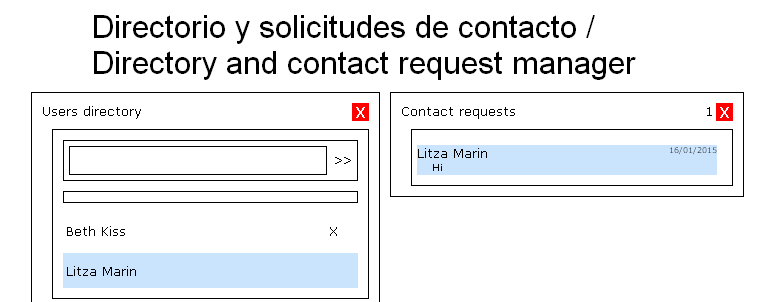 Directorio y solicitudes de contacto /
Directory and contact request manager
Users directory X
>>
Beth Kiss X
Litza Marin
Contact requests 1 X
Litza Marin 16/01/2015
Hi